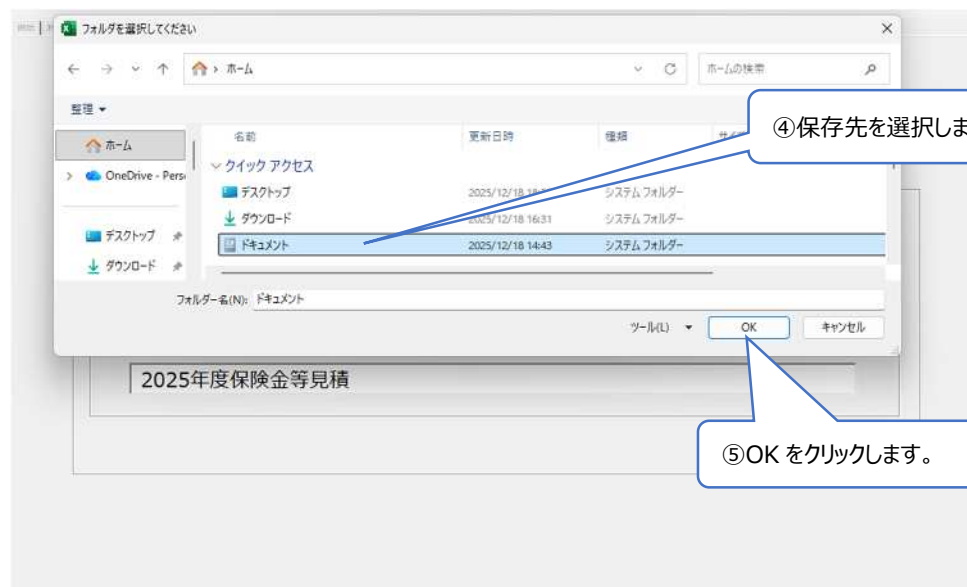 フォルダを選択してください
ホーム
ホームの検索
整理
ホーム
OneDrive - Pers
デスクトップ
ダウンロード
名前 更新日時 種類
クイック アクセス
デスクトップ 2025/12/18 システム フォルダー
ダウンロード 2025/12/18 16:31 システム フォルダー
ドキュメント 2025/12/18 14:43 システム フォルダー
④保存先を選択しま
フォルダー名(N): ドキュメント
ツール(L) OK キャンセル
2025年度保険金等見積
⑤OK をクリックします。